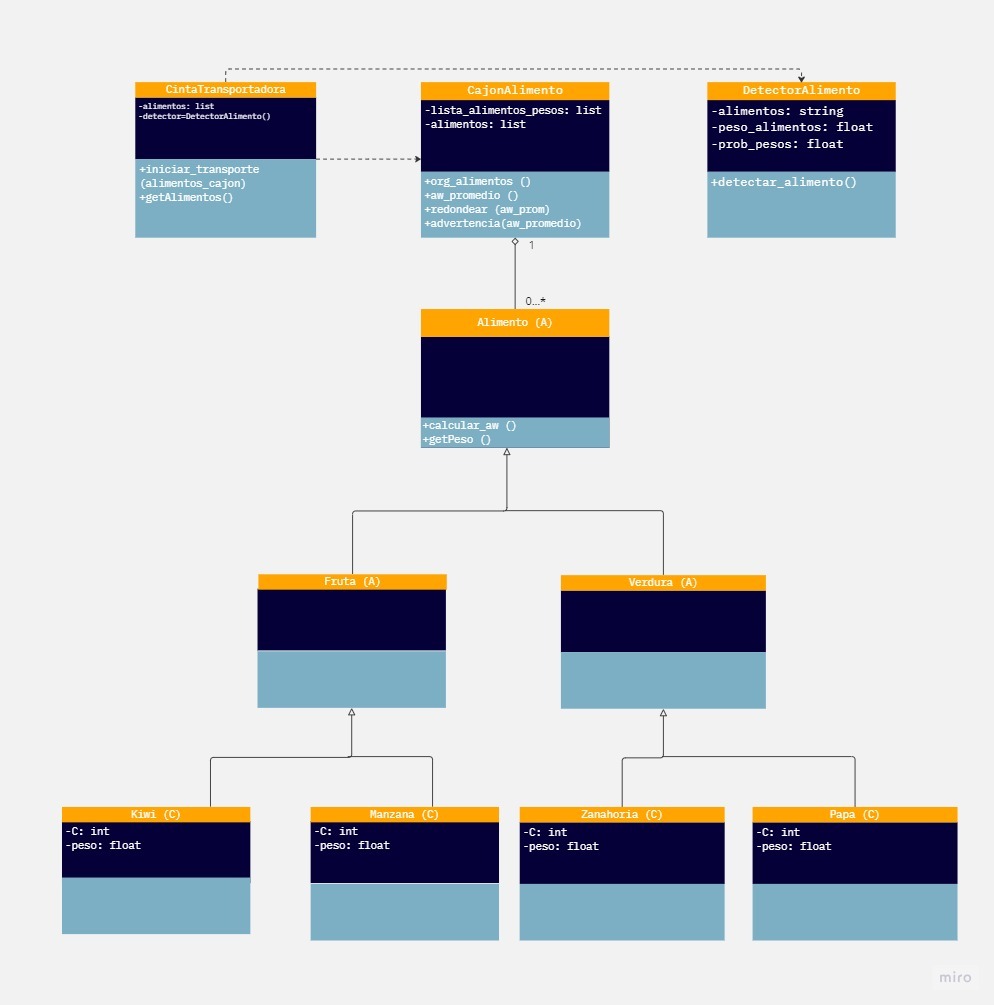 CintaTransportadora
-alimentos: list
-detector=DetectorAlimento()
+iniciar_transporte
(alimentos_cajon)
+getAlimentos()
CajonAlimento
-lista_alimentos_pesos: list
-alimentos: list
+org_alimentos ()
+aw_promedio ()
+redondear (aw_prom)
+advertencia(aw_promedio)
DetectorAlimento
-alimentos: string
-peso_alimentos: float
-prob_pesos: float
+detectar_alimento()
1
0...*
Alimento (A)
+calcular_aw ()
+getPeso ()
Fruta (A)
Verdura (A)
Kiwi (C)
-C: int
-peso: float
Manzana (C)
-C: int
-peso: float
Zanahoria (C)
-C: int
-peso: float
Papa (C)
-C: int
-peso: float
miro